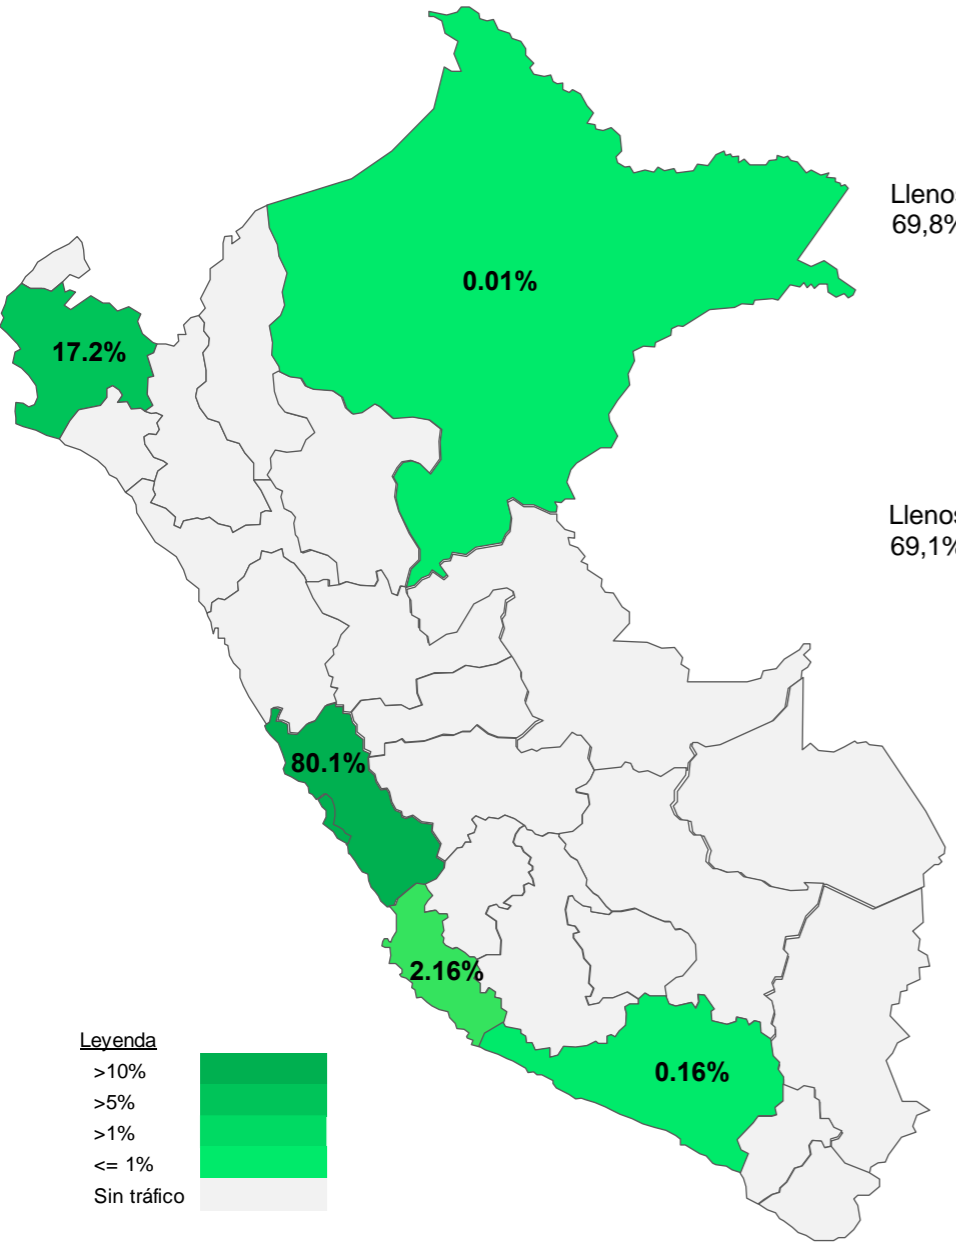 Llenos
69,8%
0.01%
17.2%
Llenos
69,1%
80.1%
2.16%
0.16%
Leyenda
>10%
>5%
>1%
<= 1%
Sin tráfico